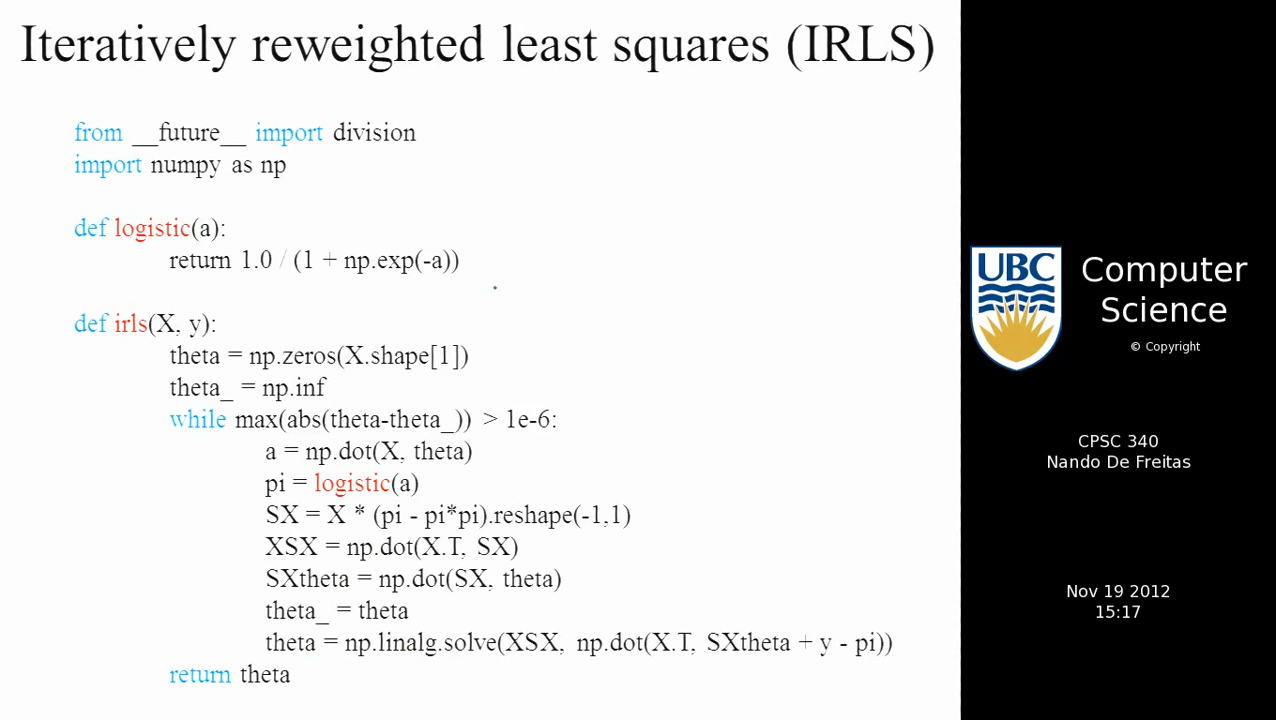 Iteratively reweighted least squares (IRLS)
from __future__ import division
import numpy as np
def logistic(a):
return 1.0 / (1 + np.exp(-a))
def irls(X, y):
theta = np.zeros(X.shape[1])
theta_ = np.inf
while max(abs(theta-theta_)) > 1e-6:
a = np.dot(X, theta)
pi = logistic(a)
SX = X * (pi - pi*pi).reshape(-1,1)
XSX = np.dot(X.T, SX)
SXtheta = np.dot(SX, theta)
theta_ = theta
theta = np.linalg.solve(XSX, np.dot(X.T, SXtheta + y - pi))
return theta
UBC
Computer
Science
© Copyright
CPSC 340
Nando De Freitas
Nov 19 2012
15:17